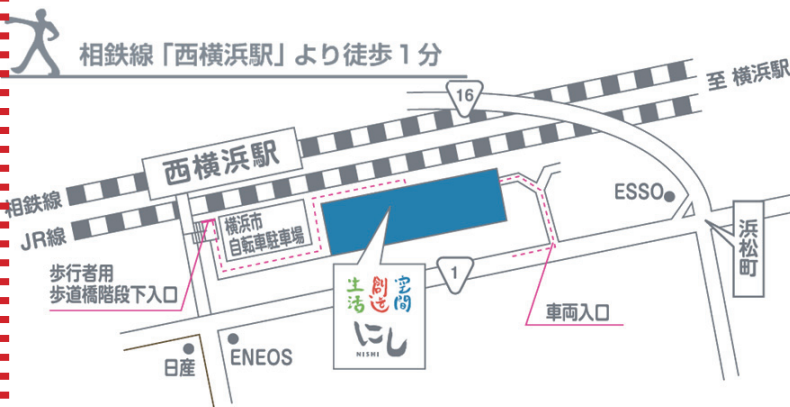 相鉄線「西横浜駅」より徒歩1分
16
至 横浜駅
西横浜駅
相鉄線
JR線
横浜市
自転車駐車場
ESSO
浜松町
歩行者用
歩道橋階段下入口
1
生活
創造
空間
にし
NISHI
車両入口
日産
ENEOS